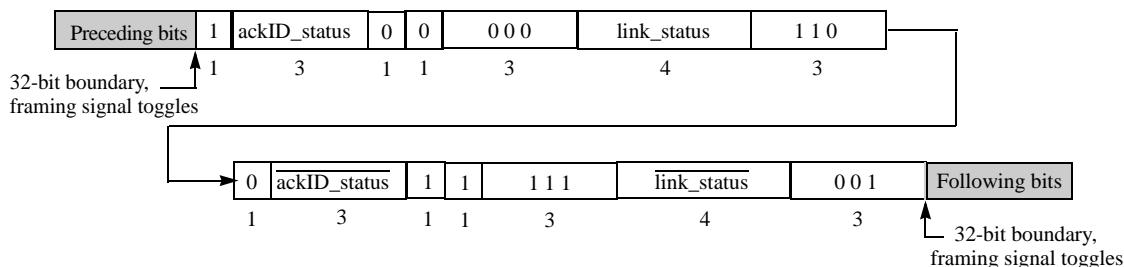 Preceding bits 1 ackID_status 0 0 0 0 0 link_status 1 1 0
1 3 1 1 3 4 3
32-bit boundary,
framing signal toggles
0 ackID_status 1 1 1 1 1 link_status 0 0 1 Following bits
1 3 1 1 3 4 3
32-bit boundary,
framing signal toggles